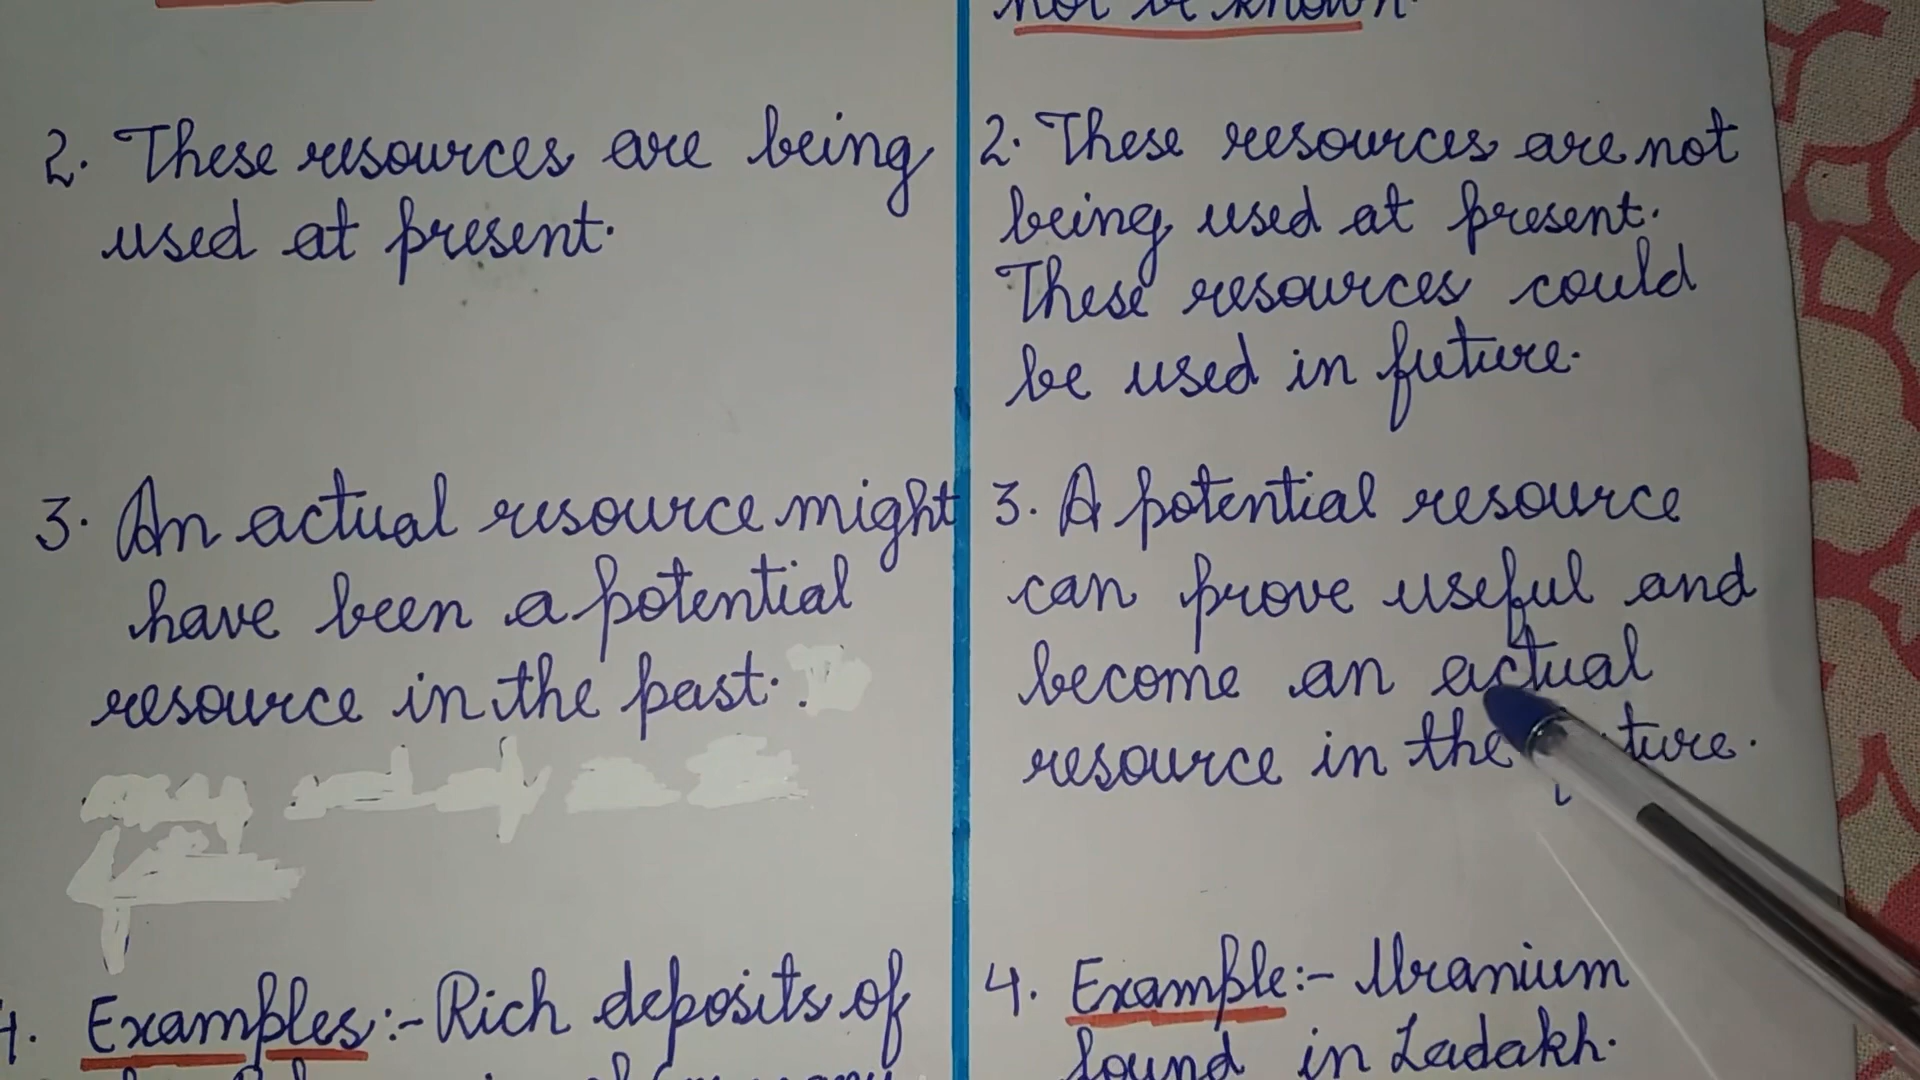 2. These resources are being
used at present.
3. An actual resource might
have been a potential
resource in the past.
4. Examples:- Rich deposits of
not be known.
2. These resources are not
being used at present.
These resources could
be used in future.
3. A potential resource
can prove useful and
become an actual
resource in the
4. Example:- Uranium
found in Ladakh.